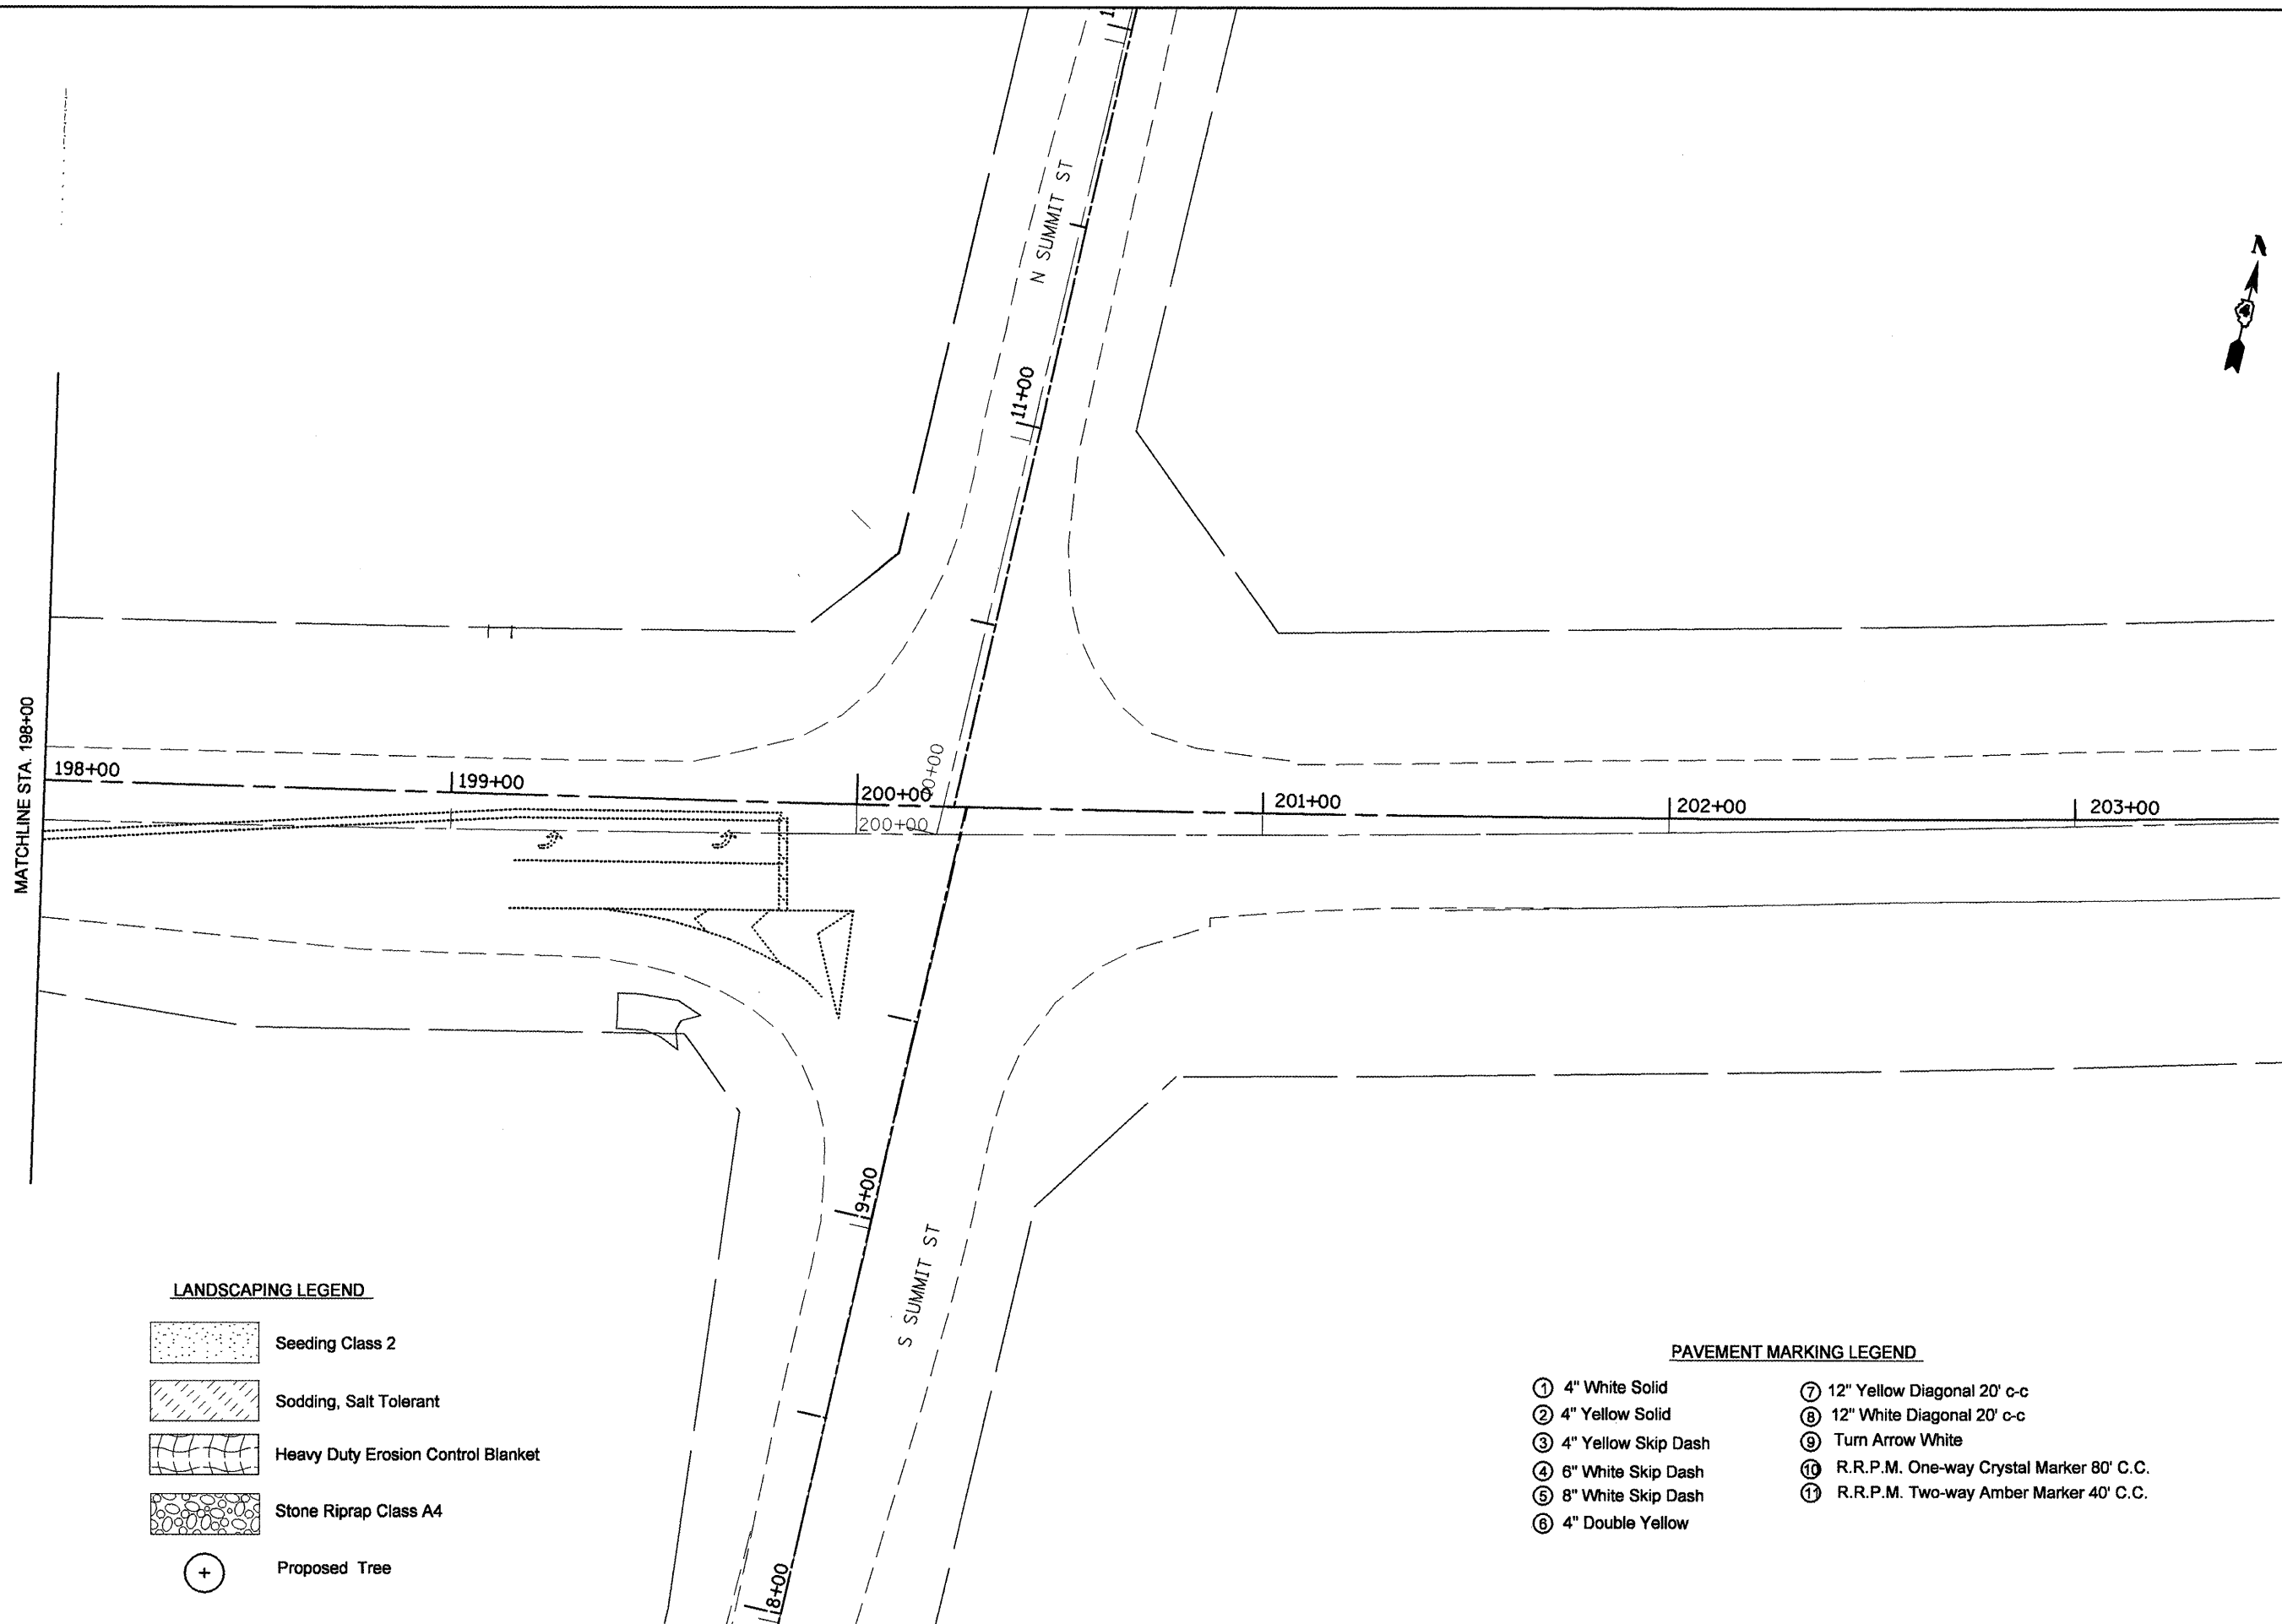 N SUMMIT ST
N
4
11+00
MATCHLINE STA. 198+00
198+00
199+00
200+00
10+00
201+00
202+00
203+00
200+00
9+00
S SUMMIT ST
8+00
LANDSCAPING LEGEND
Seeding Class 2
Sodding, Salt Tolerant
Heavy Duty Erosion Control Blanket
Stone Riprap Class A4
Proposed Tree
PAVEMENT MARKING LEGEND
1 4" White Solid
2 4" Yellow Solid
3 4" Yellow Skip Dash
4 6" White Skip Dash
5 8" White Skip Dash
6 4" Double Yellow
7 12" Yellow Diagonal 20' c-c
8 12" White Diagonal 20' c-c
9 Turn Arrow White
10 R.R.P.M. One-way Crystal Marker 80' C.C.
11 R.R.P.M. Two-way Amber Marker 40' C.C.